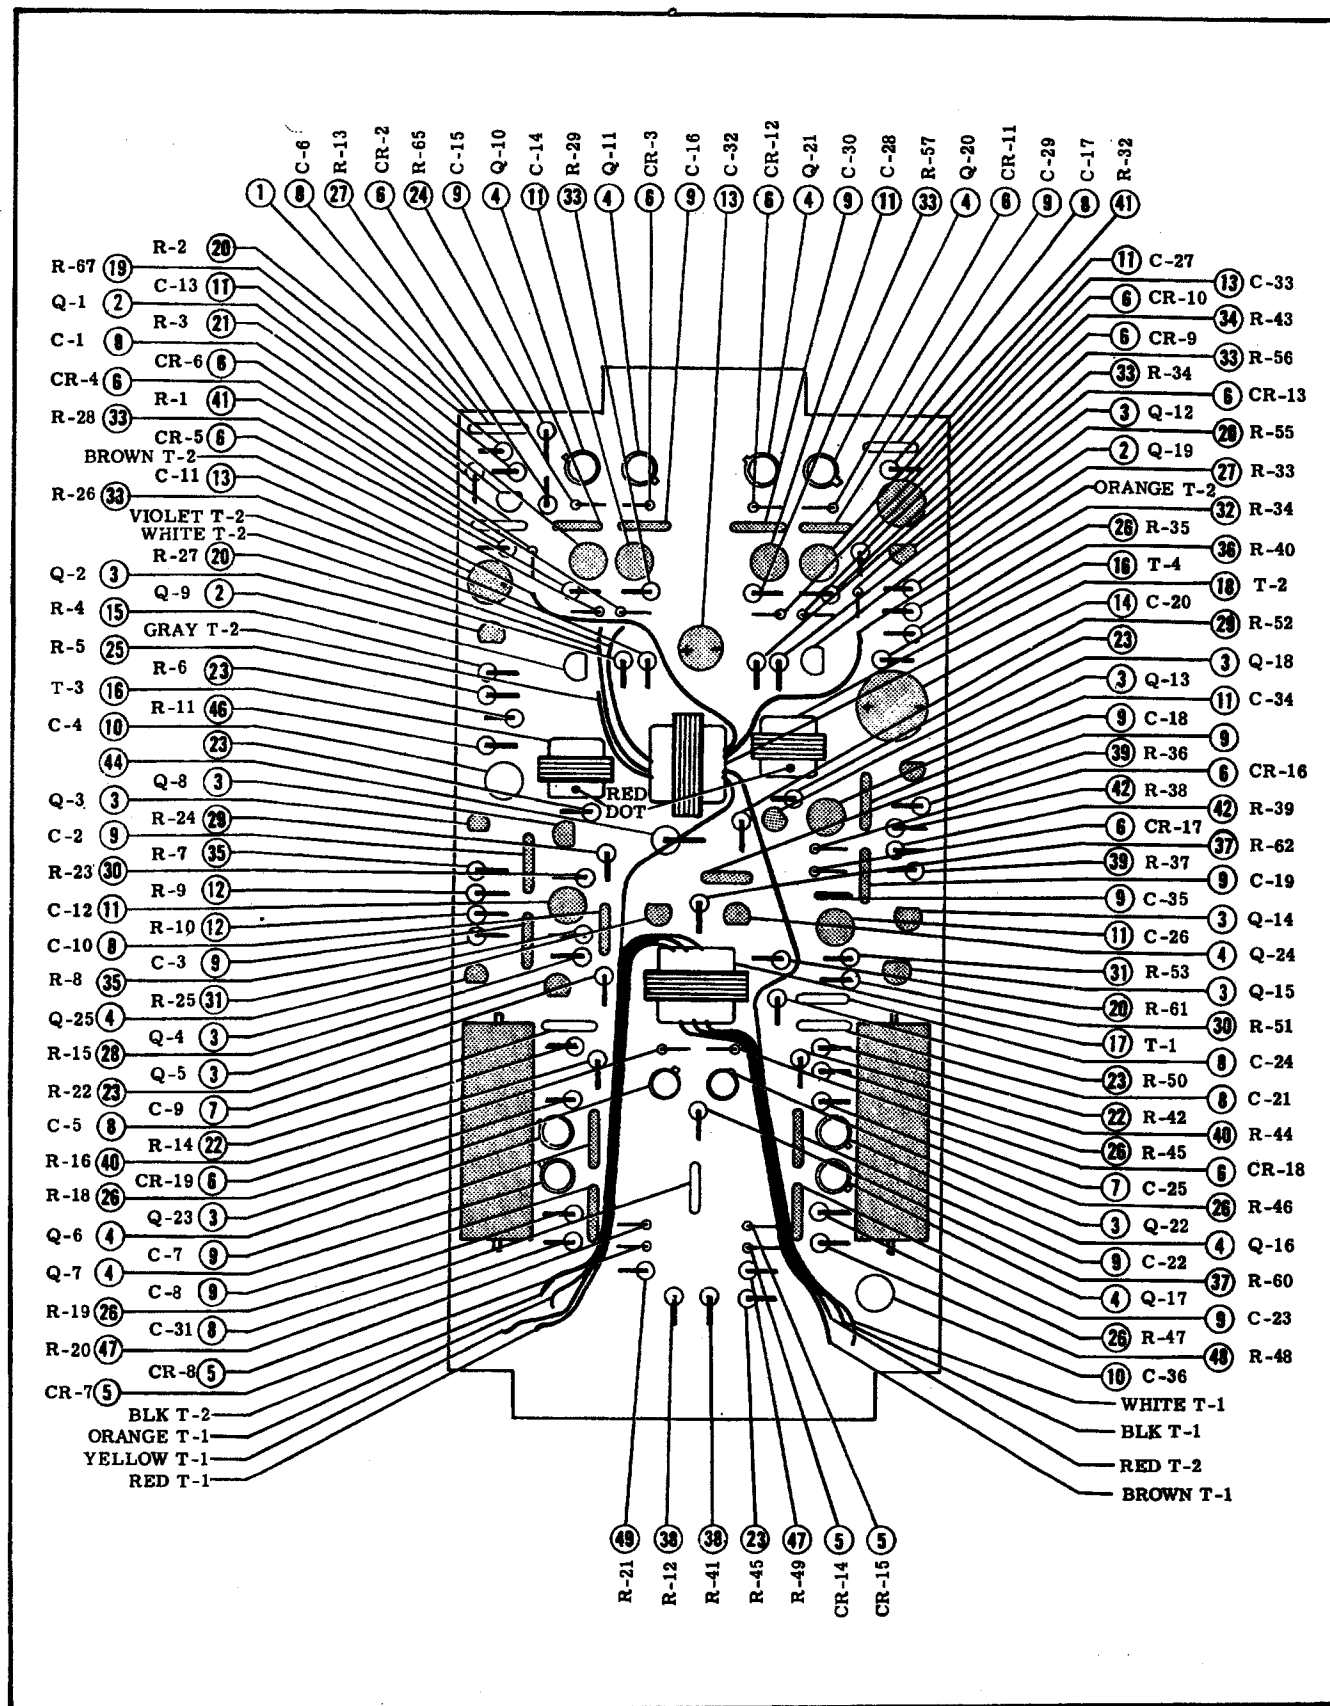 C-6 R-13 CR-2 R-65 C-15 Q-10 C-14 R-29 Q-11 CR-3 C-16 C-32 CR-12 Q-21 C-30 C-28 R-57 Q-20 CR-11 C-29 C-17 R-32
1 8 27 6 24 9 4 11 33 4 6 9 13 6 4 9 11 33 4 6 9 8 41
R-2 20
R-67 19
C-13 11
Q-1 2
R-3 21
C-1 8
CR-6 6
CR-4 6
R-1 41
R-28 33
CR-5 6
BROWN T-2
C-11 13
R-26 33
VIOLET T-2
WHITE T-2
R-27 20
Q-2 3
Q-9 2
R-4 15
GRAY T-2
R-5 25
R-6 23
T-3 16
R-11 46
C-4 10
23
44
Q-8 3
Q-3 3
R-24 29
C-2 9
R-7 35
R-23 30
R-9 12
C-12 11
R-10 12
C-10 8
C-3 9
R-8 35
R-25 31
Q-25 4
Q-4 3
R-15 28
Q-5 3
R-22 23
C-9 7
C-5 8
R-14 22
R-16 40
CR-19 6
R-18 26
Q-23 3
Q-6 4
C-7 9
Q-7 4
C-8 9
R-19 26
C-31 8
R-20 47
CR-8 5
CR-7 5
BLK T-2
ORANGE T-1
YELLOW T-1
RED T-1
RED
DOT
11 C-27
13 C-33
6 CR-10
34 R-43
6 CR-9
33 R-56
33 R-34
6 CR-13
3 Q-12
20 R-55
2 Q-19
27 R-33
ORANGE T-2
32 R-34
26 R-35
36 R-40
16 T-4
18 T-2
14 C-20
29 R-52
23
3 Q-18
3 Q-13
11 C-34
9 C-18
9
39 R-36
6 CR-16
42 R-38
42 R-39
6 CR-17
37 R-62
39 R-37
9 C-19
9 C-35
3 Q-14
11 C-26
4 Q-24
31 R-53
3 Q-15
20 R-61
30 R-51
17 T-1
8 C-24
23 R-50
8 C-21
22 R-42
40 R-44
26 R-45
6 CR-18
7 C-25
26 R-46
3 Q-22
4 Q-16
9 C-22
37 R-60
4 Q-17
9 C-23
26 R-47
48 R-48
10 C-36
WHITE T-1
BLK T-1
RED T-2
BROWN T-1
49 38 38 23 47 5 5
R-21 R-12 R-41 R-45 R-49 CR-14 CR-15